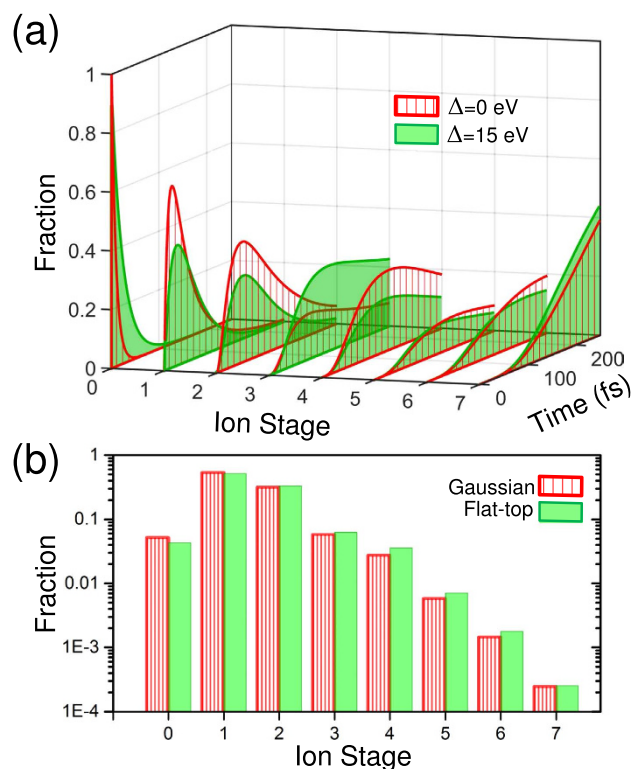 (a)
1
0.8
0.6
0.4
0.2
0
Fraction
Δ=0 eV
Δ=15 eV
0 1 2 3 4 5 6 7
Ion Stage
0 100 200
Time (fs)
(b)
1
0.1
0.01
1E-3
1E-4
Fraction
Gaussian
Flat-top
0 1 2 3 4 5 6 7
Ion Stage